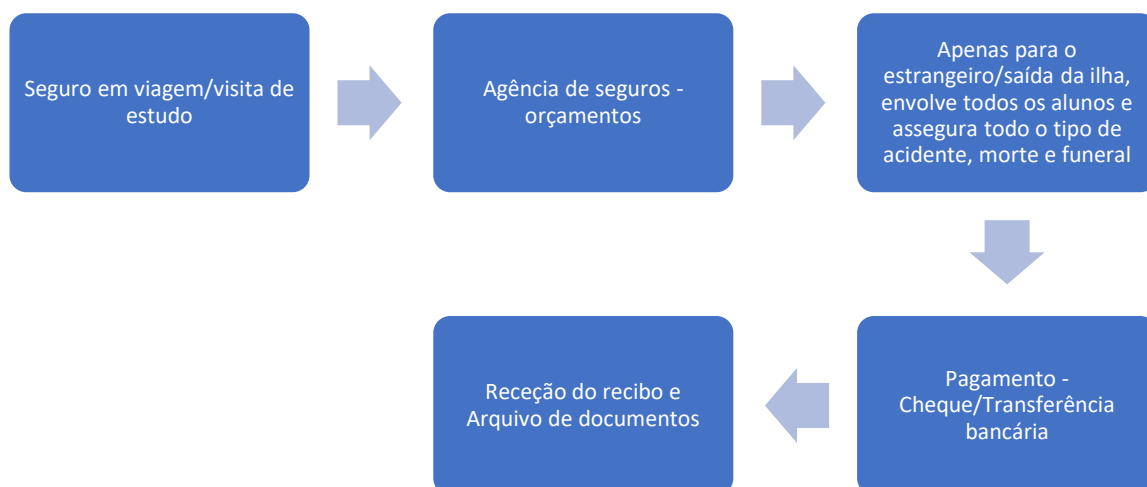 Seguro em viagem/visita de
estudo
Agência de seguros -
orçamentos
Apenas para o
estrangeiro/saída da ilha,
envolve todos os alunos e
assegura todo o tipo de
acidente, morte e funeral
Pagamento -
Cheque/Transferência
bancária
Receção do recibo e
Arquivo de documentos